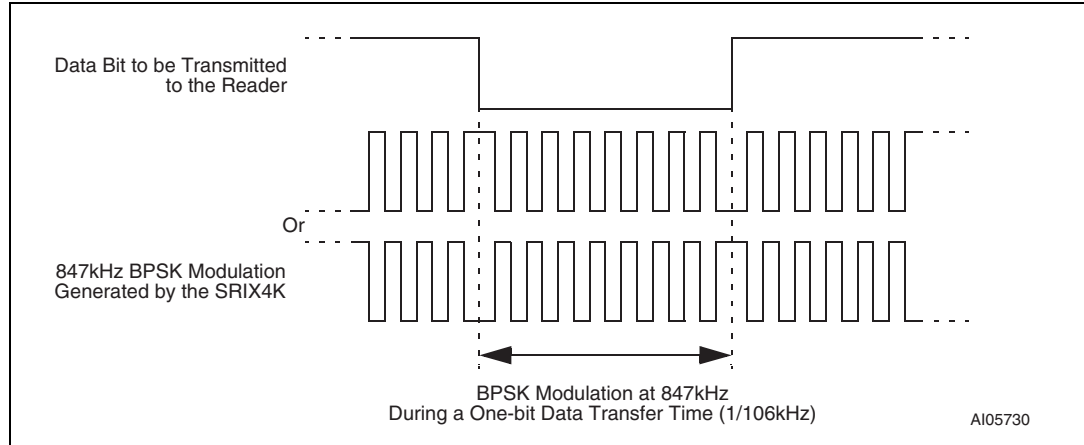 Data Bit to be Transmitted
to the Reader
Or
847kHz BPSK Modulation
Generated by the SRIX4K
BPSK Modulation at 847kHz
During a One-bit Data Transfer Time (1/106kHz)
AI05730